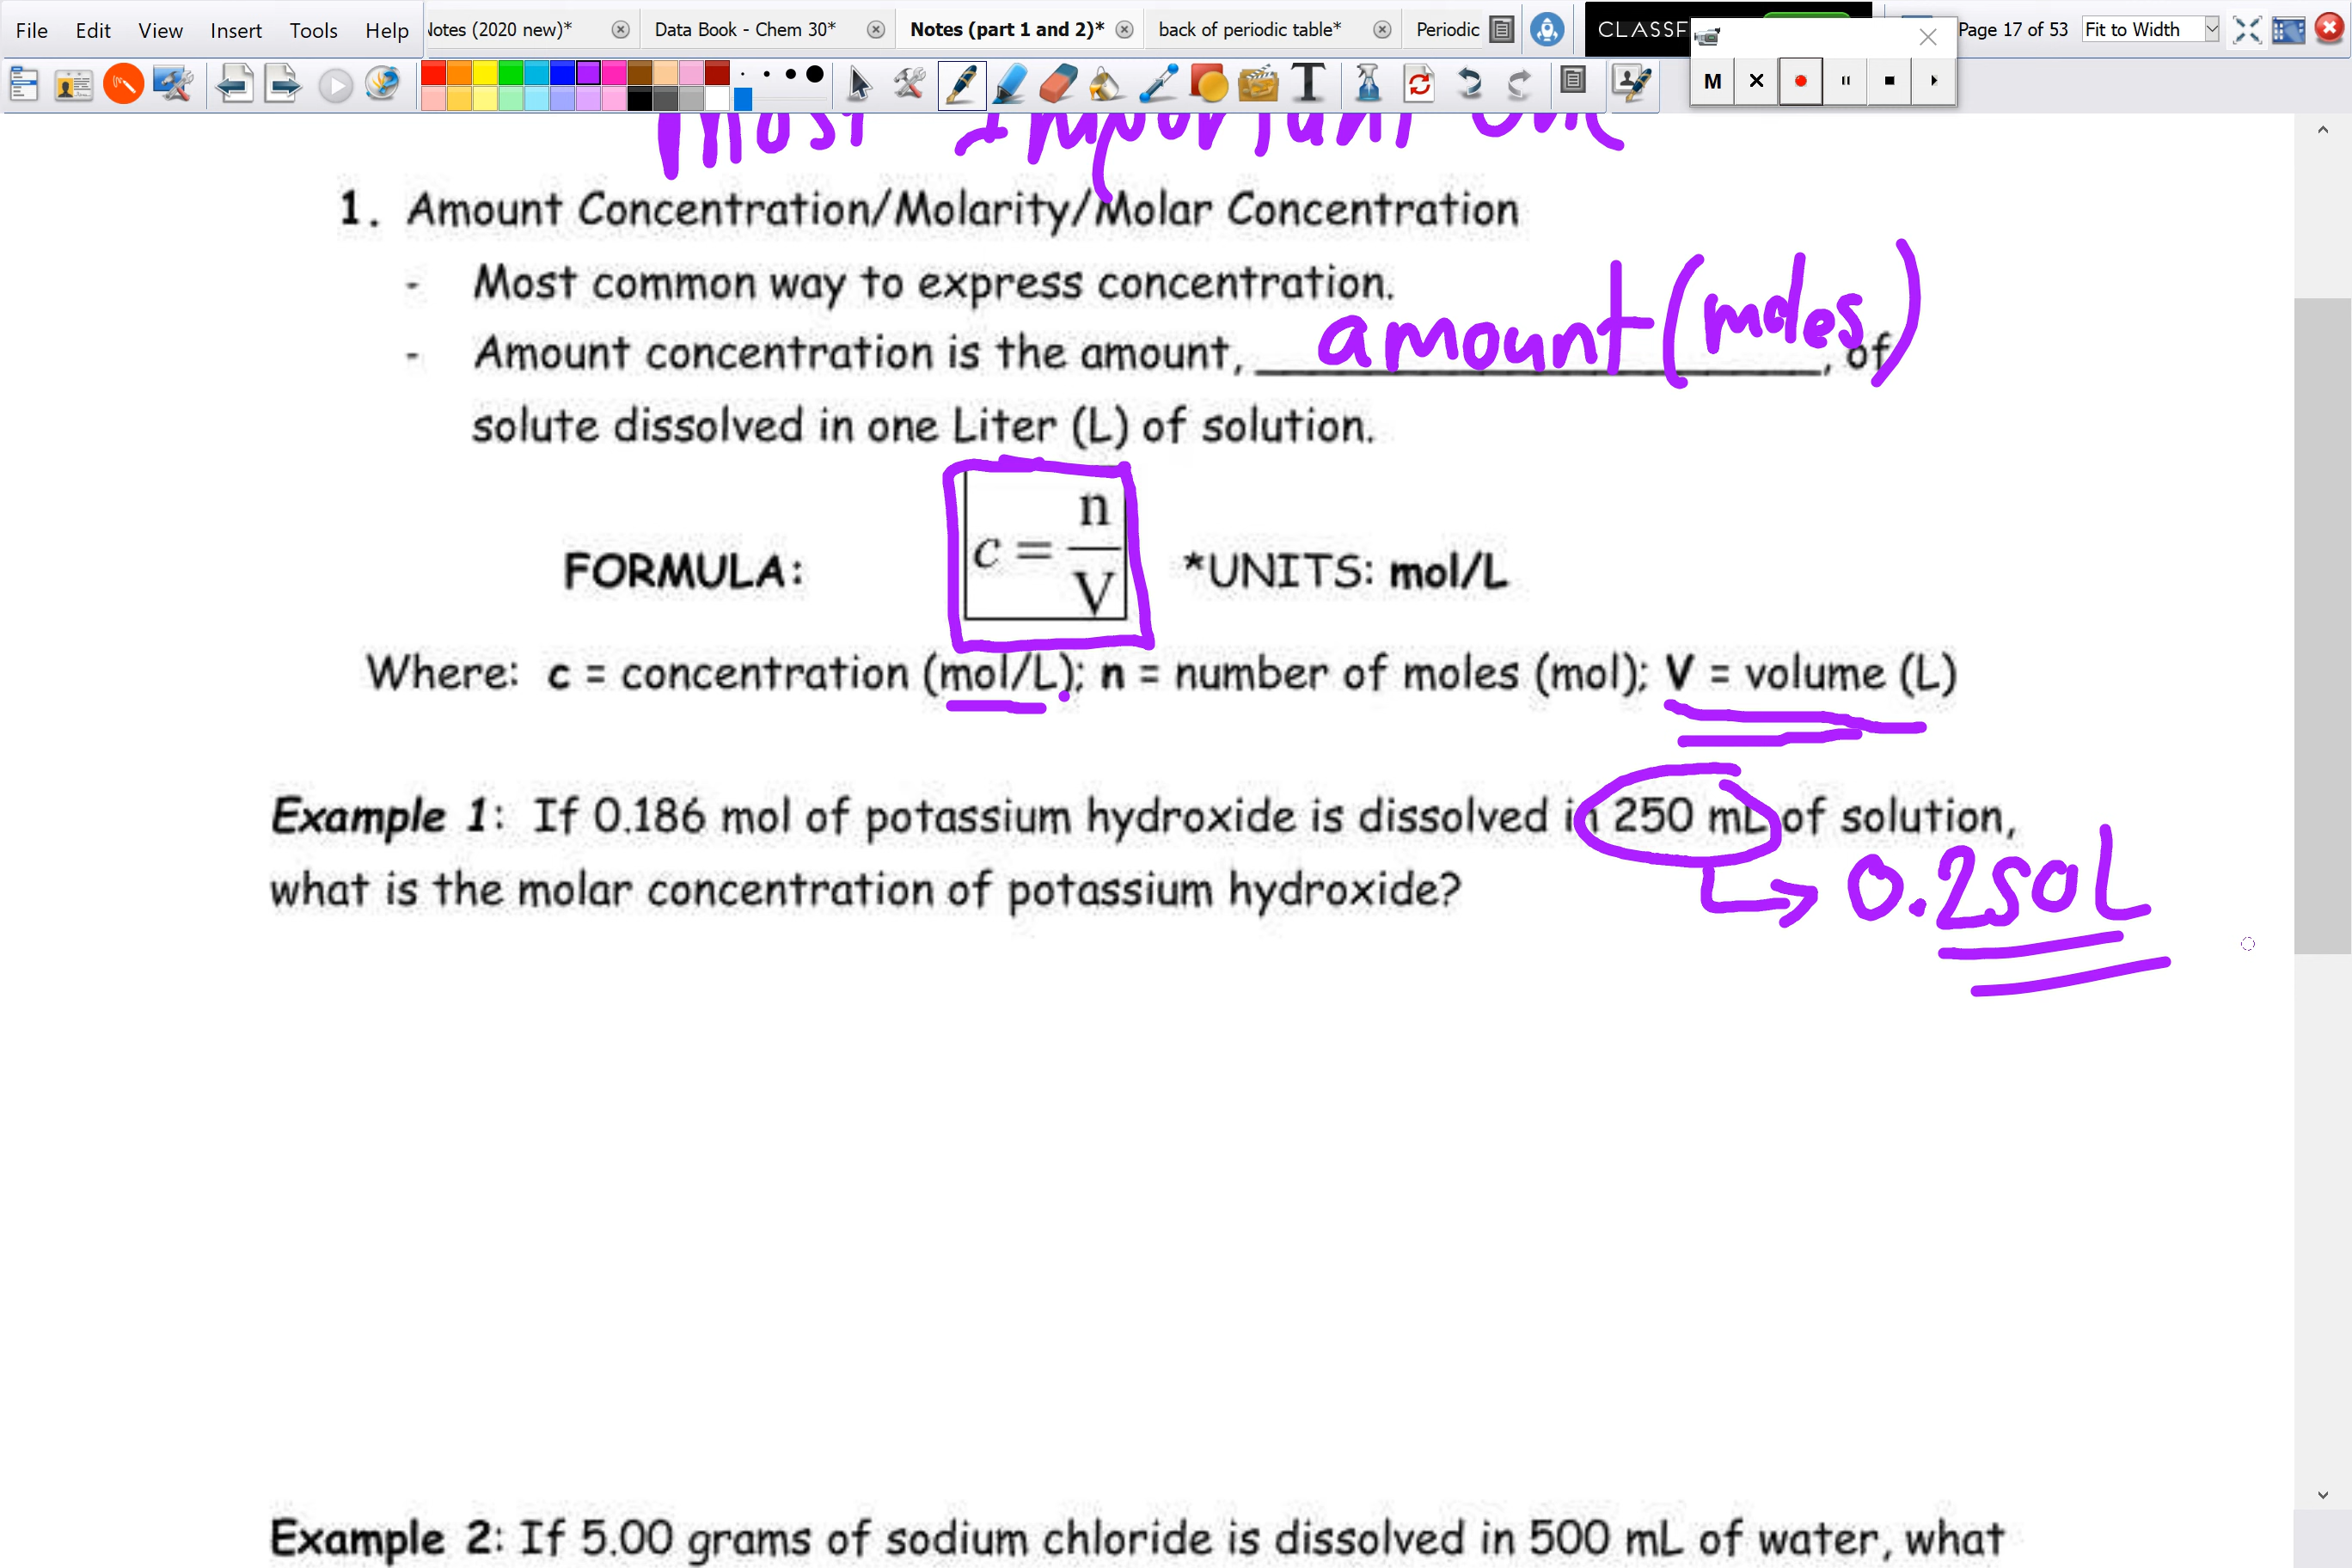 File Edit View Insert Tools Help
Notes (2020 new)* Data Book - Chem 30* Notes (part 1 and 2)* back of periodic table* Periodic
CLASSF
Page 17 of 53 Fit to Width
M
T
most Important one
1. Amount Concentration/Molarity/Molar Concentration
- Most common way to express concentration.
- Amount concentration is the amount, amount (moles), of
solute dissolved in one Liter (L) of solution.
FORMULA: c = n/V *UNITS: mol/L
Where: c = concentration (mol/L); n = number of moles (mol); V = volume (L)
Example 1: If 0.186 mol of potassium hydroxide is dissolved in 250 mL of solution,
what is the molar concentration of potassium hydroxide?
0.250L
Example 2: If 5.00 grams of sodium chloride is dissolved in 500 mL of water, what